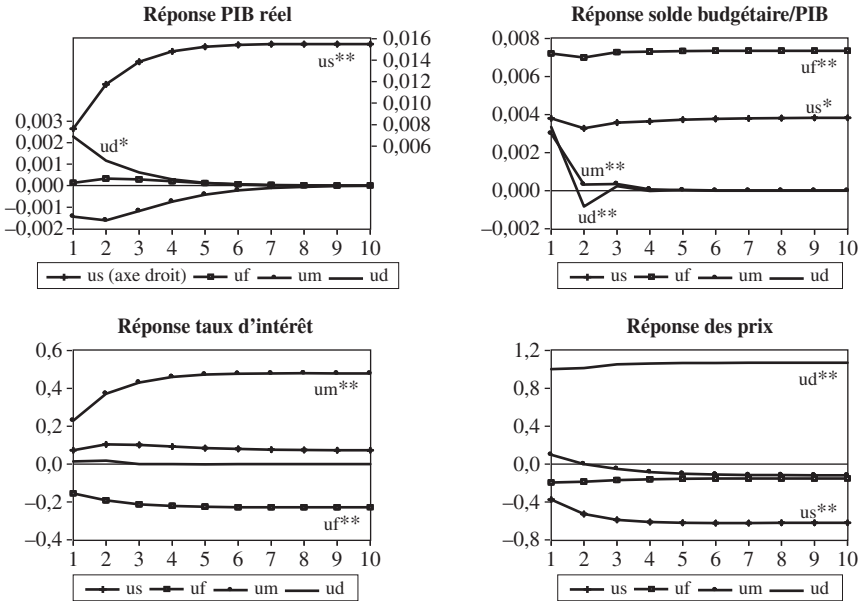 Réponse PIB réel
0,016
0,014
0,012
0,010
0,008
0,006
0,003
0,002
0,001
0,000
–0,001
–0,002
us**
ud*
1 2 3 4 5 6 7 8 9 10
us (axe droit) uf um ud
Réponse solde budgétaire/PIB
0,008
0,006
0,004
0,002
0,000
–0,002
uf**
us*
um**
ud**
1 2 3 4 5 6 7 8 9 10
us uf um ud
Réponse taux d’intérêt
0,6
0,4
0,2
0,0
–0,2
–0,4
um**
uf**
1 2 3 4 5 6 7 8 9 10
us uf um ud
Réponse des prix
1,2
0,8
0,4
0,0
–0,4
–0,8
ud**
us**
1 2 3 4 5 6 7 8 9 10
us uf um ud